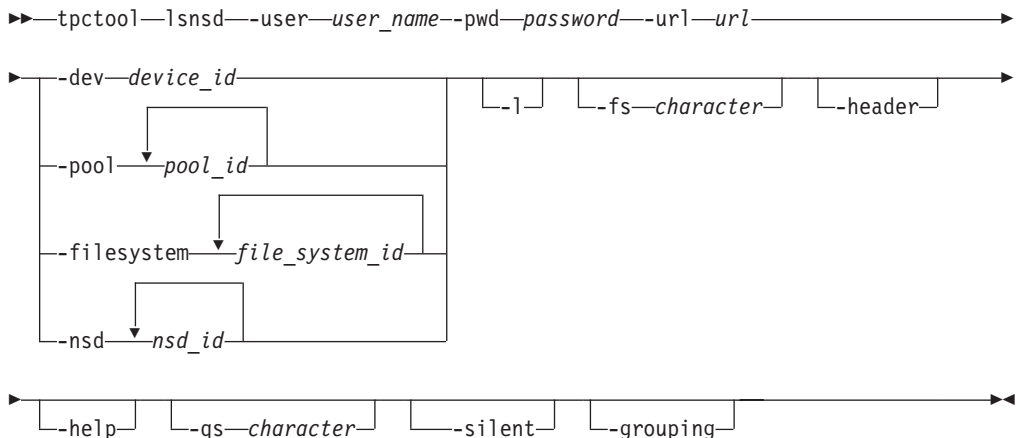 tpctool lsnsd -user user_name -pwd password -url url
-dev device_id -l -fs character -header
-pool pool_id
-filesystem file_system_id
-nsd nsd_id
-help -gs character -silent -grouping